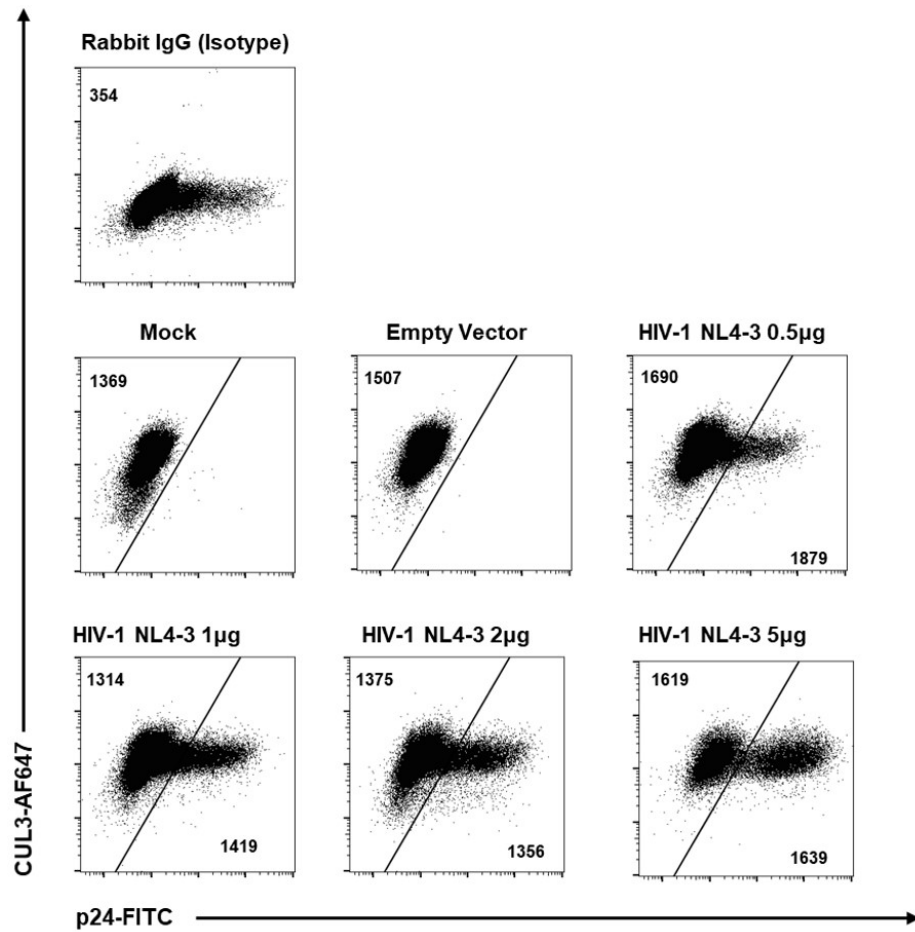 Rabbit IgG (Isotype)
354
Mock
Empty Vector
HIV-1 NL4-3 0.5µg
1369
1507
1690
1879
HIV-1 NL4-3 1µg
HIV-1 NL4-3 2µg
HIV-1 NL4-3 5µg
1314
1375
1619
1419
1356
1639
CUL3-AF647
p24-FITC